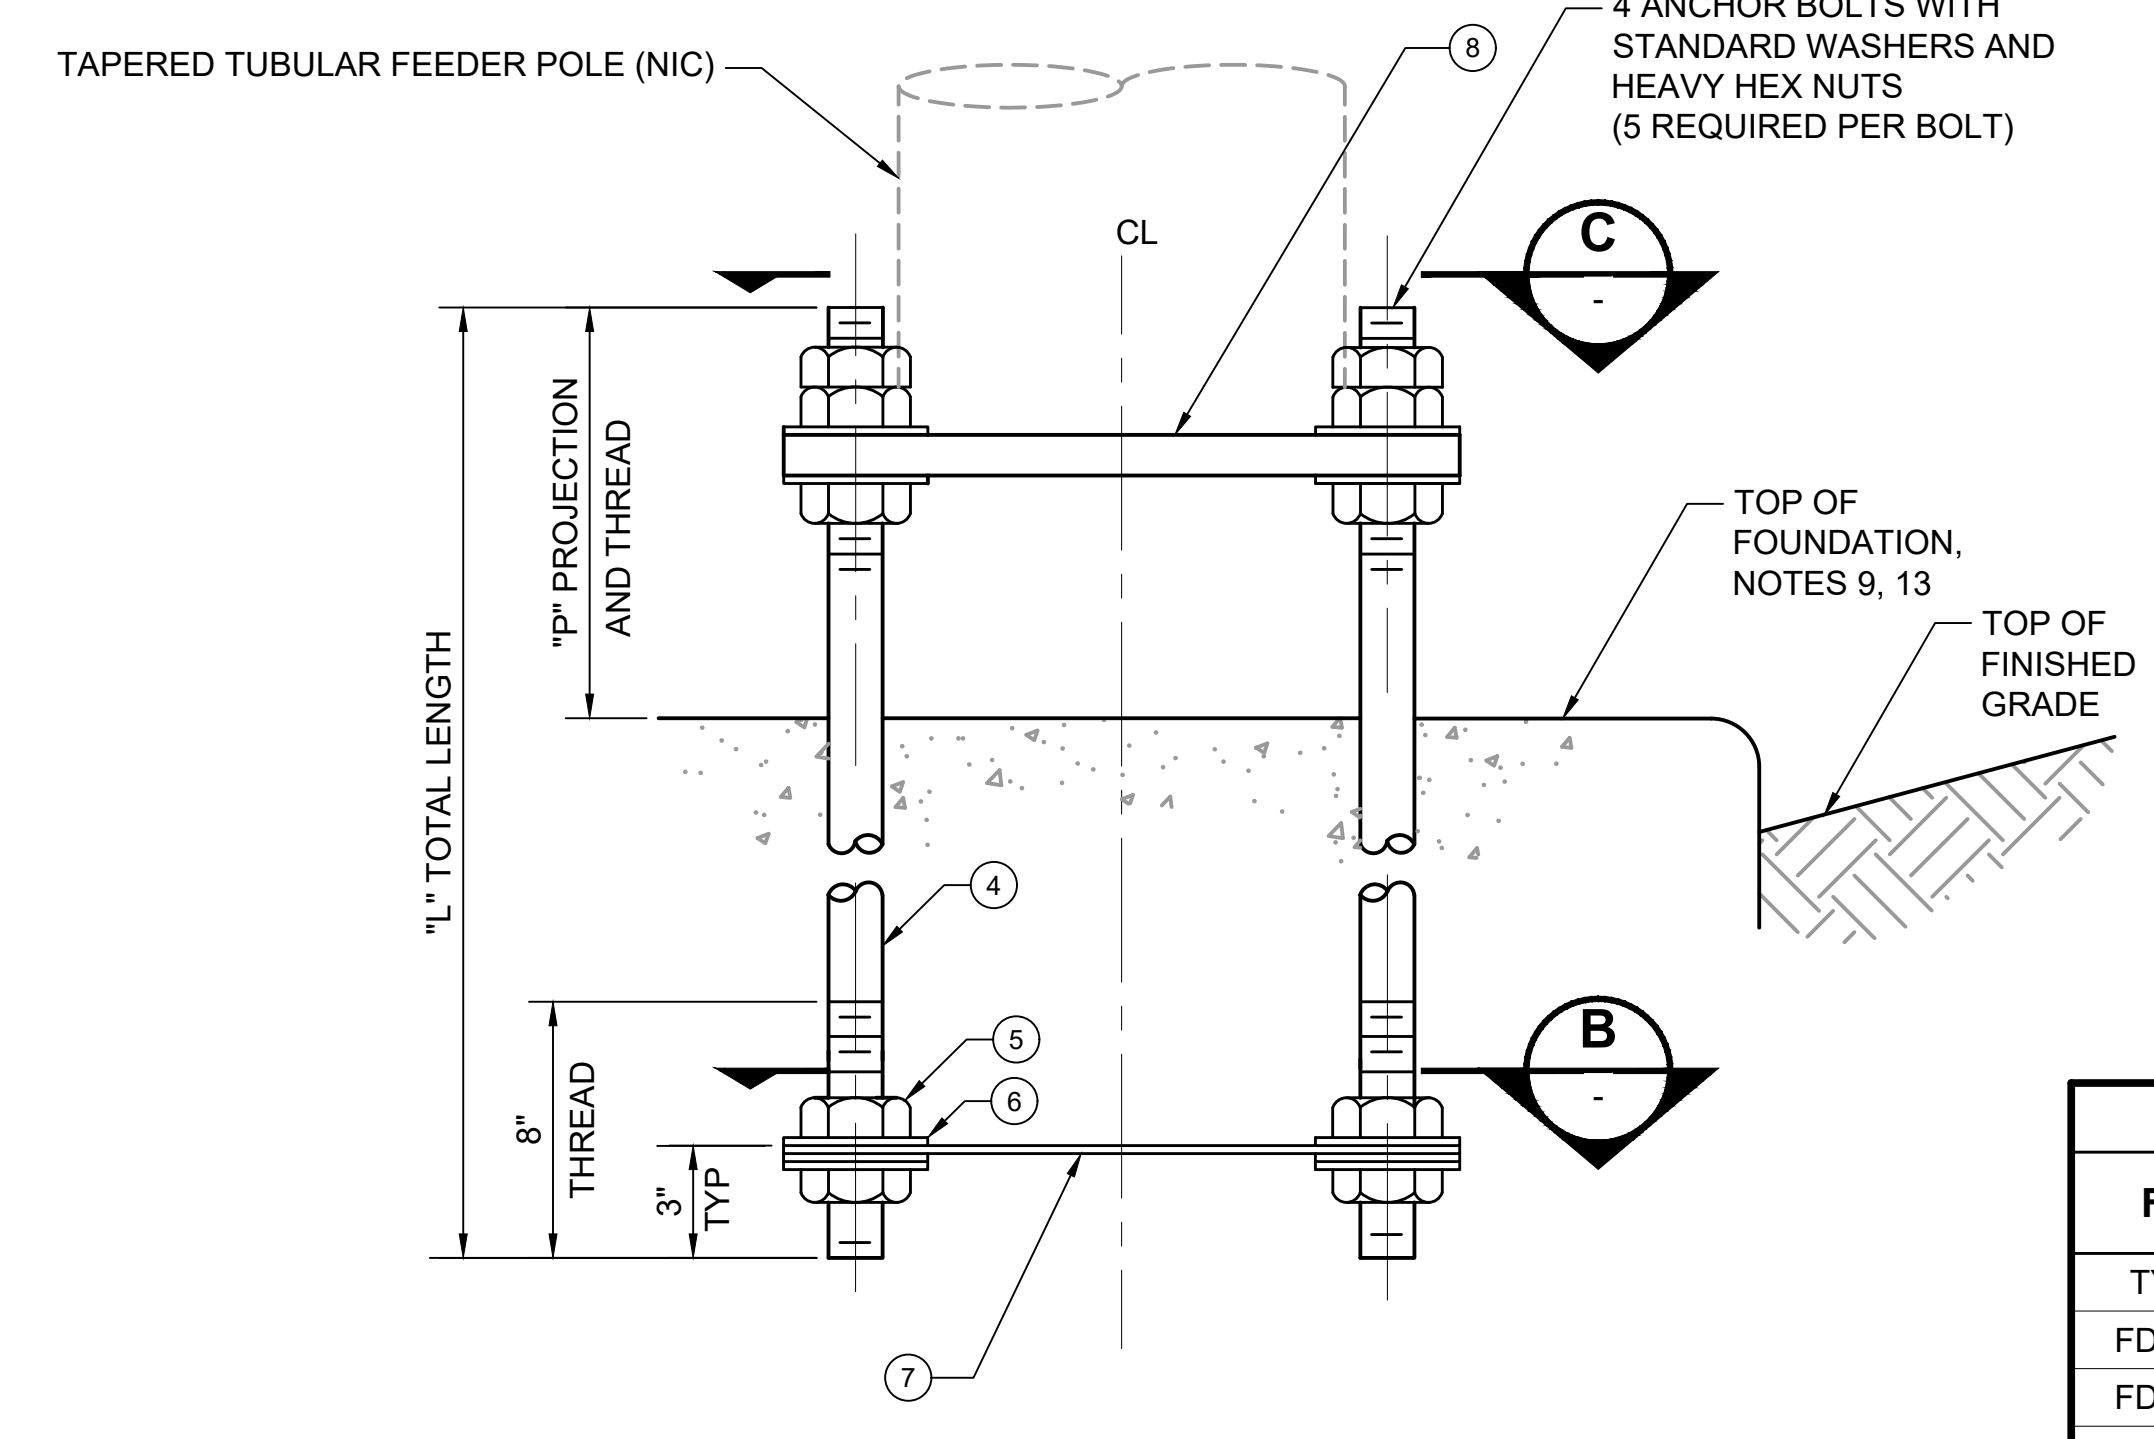 4 ANCHOR BOLTS WITH
STANDARD WASHERS AND
HEAVY HEX NUTS
(5 REQUIRED PER BOLT)
TAPERED TUBULAR FEEDER POLE (NIC)
8
CL
C
-
"P" PROJECTION
AND THREAD
"L" TOTAL LENGTH
TOP OF
FOUNDATION,
NOTES 9, 13
TOP OF
FINISHED
GRADE
4
5
6
B
-
8"
THREAD
3"
TYP
7